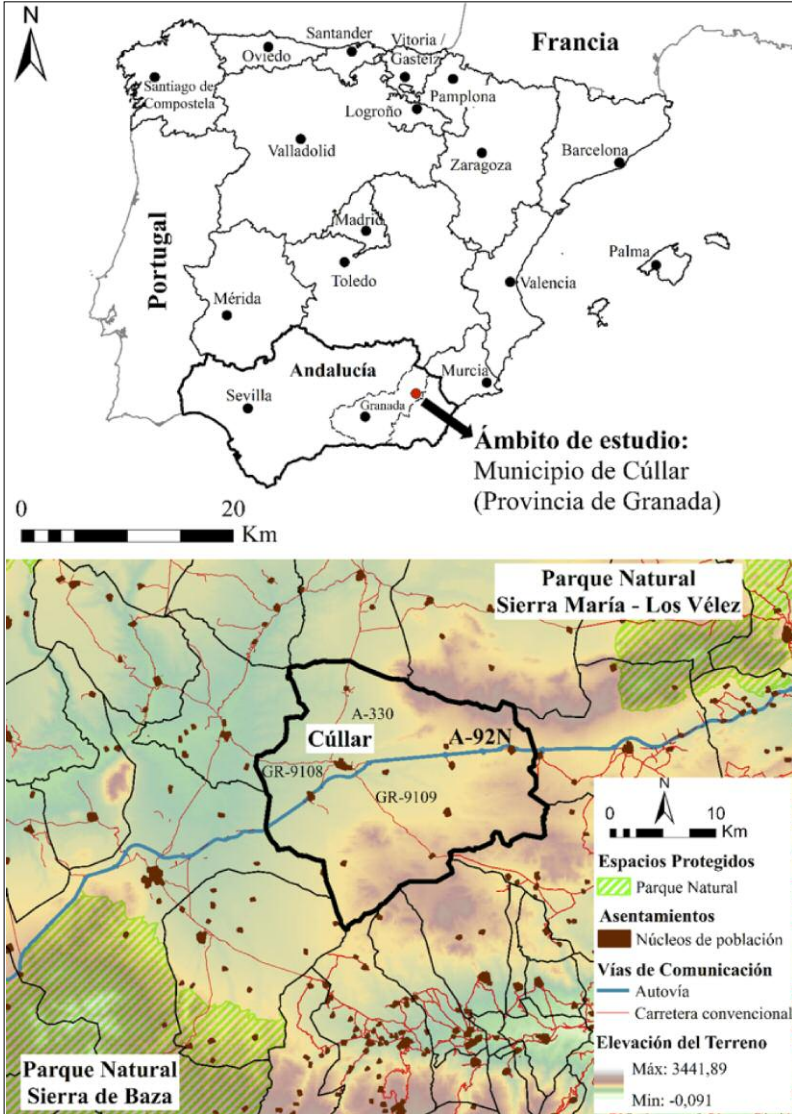 N
Santander
Vitoria/
Gasteiz
Francia
Oviedo
Santiago de
Compostela
Pamplona
Logroño
Valladolid
Zaragoza
Barcelona
Portugal
Madrid
Palma
Toledo
Valencia
Mérida
Andalucía
Murcia
Sevilla
Granada
Ámbito de estudio:
Municipio de Cúllar
(Provincia de Granada)
0 20
Km
Parque Natural
Sierra María - Los Vélez
A-330
Cúllar
A-92N
GR-9108
GR-9109
N
0 10
Km
Espacios Protegidos
Parque Natural
Asentamientos
Núcleos de población
Vías de Comunicación
Autovía
Carretera convencional
Elevación del Terreno
Máx: 3441,89
Min: -0,091
Parque Natural
Sierra de Baza